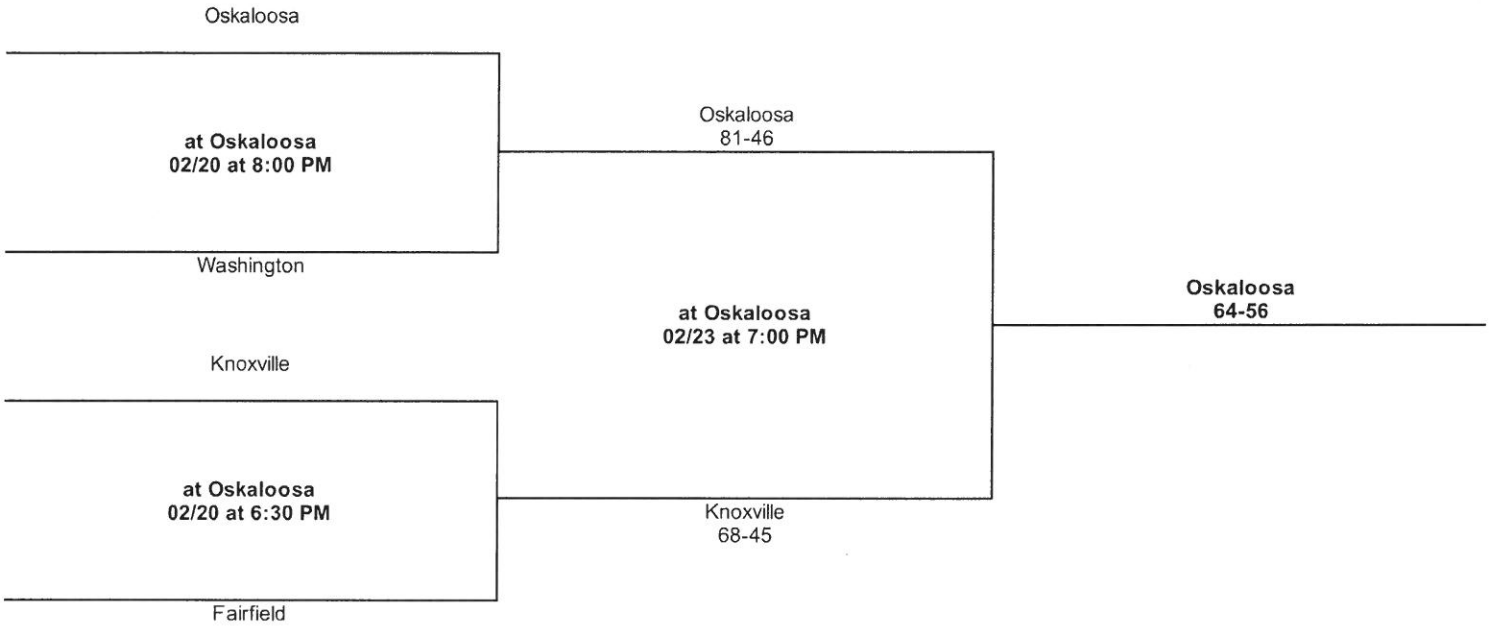 Oskaloosa
at Oskaloosa
02/20 at 8:00 PM
Washington
Oskaloosa
81-46
at Oskaloosa
02/23 at 7:00 PM
Oskaloosa
64-56
Knoxville
at Oskaloosa
02/20 at 6:30 PM
Fairfield
Knoxville
68-45